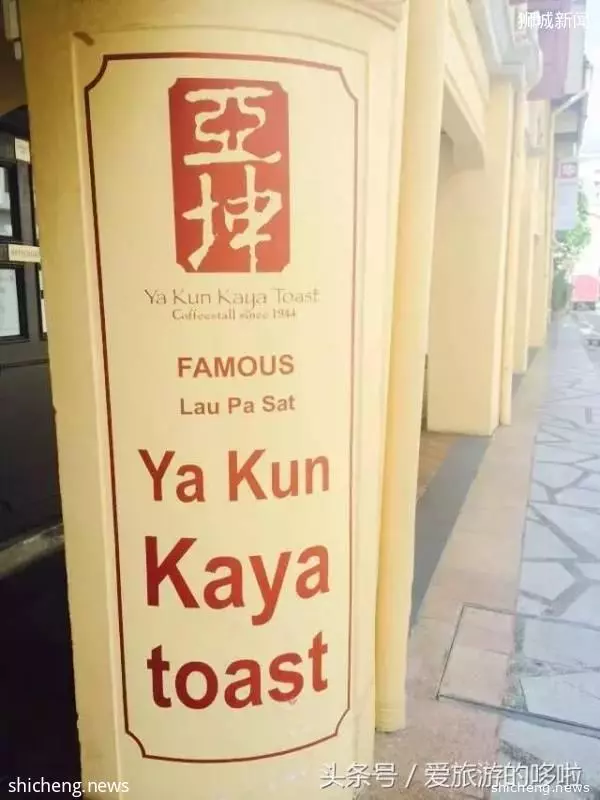 狮城新闻
亞
坤
Ya Kun Kaya Toast
Coffeestall since 1944
FAMOUS
Lau Pa Sat
Ya Kun
Kaya
toast
头条号 / 爱旅游的哆啦
shicheng.news
shicheng.news